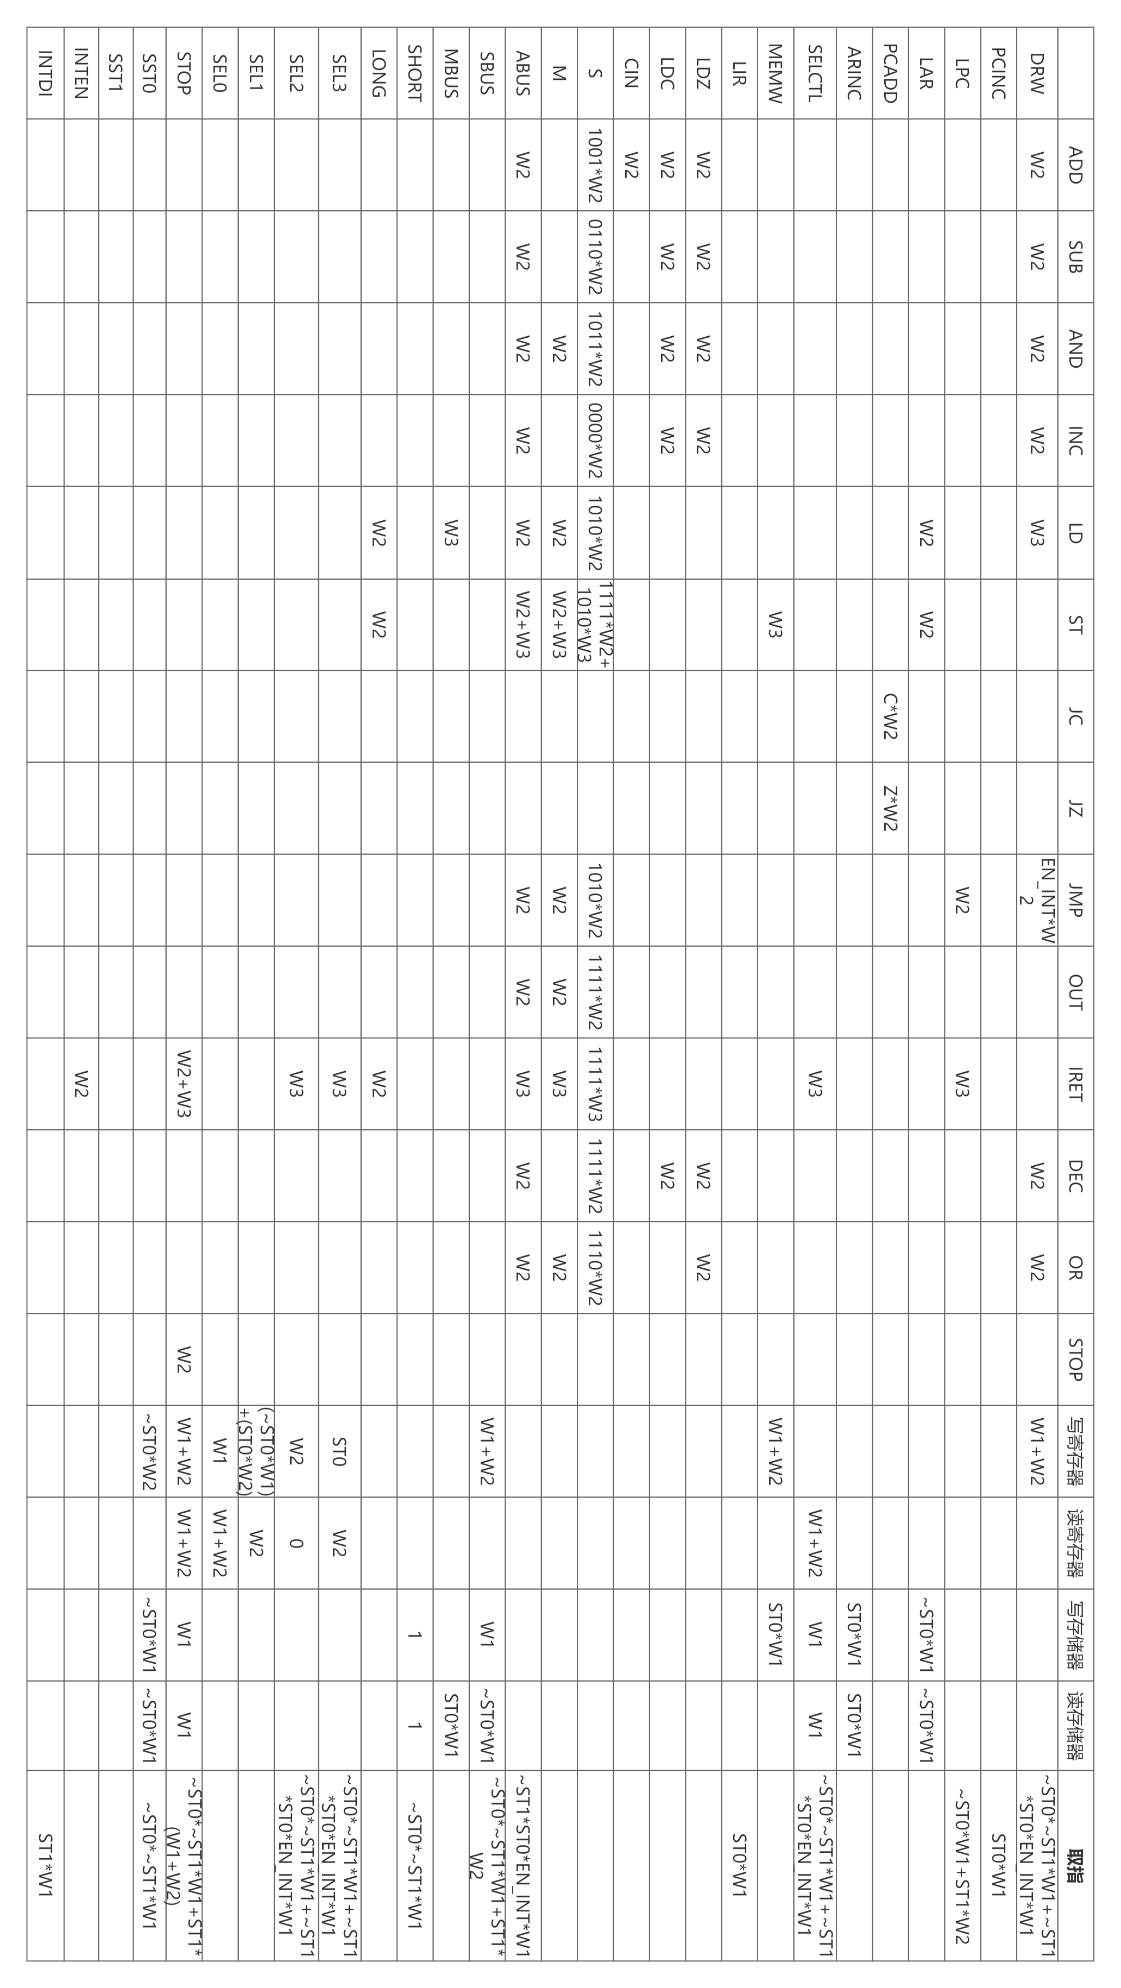 ADD SUB AND INC LD ST JC JZ JMP OUT IRET DEC OR STOP 写寄存器 读寄存器 写存储器 读存储器 取指
DRW W2 W2 W2 W2 W3 EN_INT*W2 W2 W2 W1+W2 ~ST0*~ST1*W1+~ST1*ST0*EN_INT*W1
PCINC ST0*W1
LPC W2 W3 ~ST0*W1+ST1*W2
LAR W2 W2 ~ST0*W1 ~ST0*W1
PCADD C*W2 Z*W2
ARINC ST0*W1 ST0*W1
SELCTL W3 W1+W2 W1 W1 ~ST0*~ST1*W1+~ST1*ST0*EN_INT*W1
MEMW W3 W1+W2 ST0*W1
LIR ST0*W1
LDZ W2 W2 W2 W2 W2 W2
LDC W2 W2 W2 W2 W2
CIN W2
S 1001*W2 0110*W2 1011*W2 0000*W2 1010*W2 1111*W2+1010*W3 1010*W2 1111*W2 1111*W3 1111*W2 1110*W2
M W2 W2 W2+W3 W2 W2 W3 W2
ABUS W2 W2 W2 W2 W2 W2+W3 W2 W2 W3 W2 W2 ~ST1*ST0*EN_INT*W1
SBUS W1+W2 W1 ~ST0*W1 ~ST0*~ST1*W1+ST1*W2
MBUS W3 ST0*W1
SHORT 1 1 ~ST0*~ST1*W1
LONG W2 W2 W2
SEL3 W3 ST0 W2 ~ST0*~ST1*W1+~ST1*ST0*EN_INT*W1
SEL2 W3 W2 0 ~ST0*~ST1*W1+~ST1*ST0*EN_INT*W1
SEL1 (~ST0*W1)+(ST0*W2) W2
SEL0 W1 W1+W2
STOP W2+W3 W2 W1+W2 W1+W2 W1 W1 ~ST0*~ST1*W1+ST1*(W1+W2)
SST0 ~ST0*W2 ~ST0*W1 ~ST0*W1 ~ST0*~ST1*W1
SST1
INTEN W2
INTDI ST1*W1